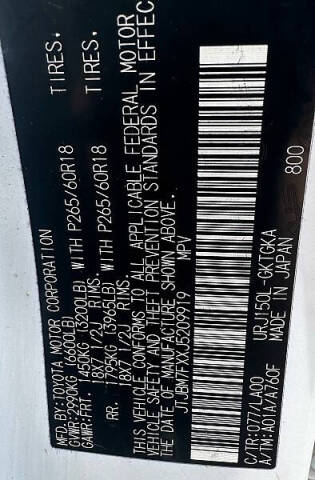 MFD.BY:TOYOTA MOTOR CORPORATION
GVWR:2990KG (6600LB)
GAWR:FRT. 1450KG (3200LB) WITH P265/60R18 TIRES.
18X7 1/2J RIMS.
RR 1795KG (3965LB) WITH P265/60R18 TIRES.
18X7 1/2J RIMS.
THIS VEHICLE CONFORMS TO ALL APPLICABLE FEDERAL MOTOR
VEHICLE SAFETY AND THEFT PREVENTION STANDARDS IN EFFEC
ON THE DATE OF MANUFACTURE SHOWN ABOVE.
JTJBM7FXXJ5209919 MPV
URJ150L-GKTGKA 800
C/TR:077/LA00 MADE IN JAPAN
A/TM:A01A/A760F